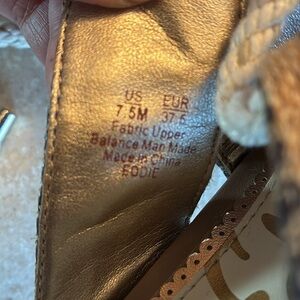 US EUR
7.5M 37.5
Fabric Upper
Balance Man Made
Made in China
EDDIE